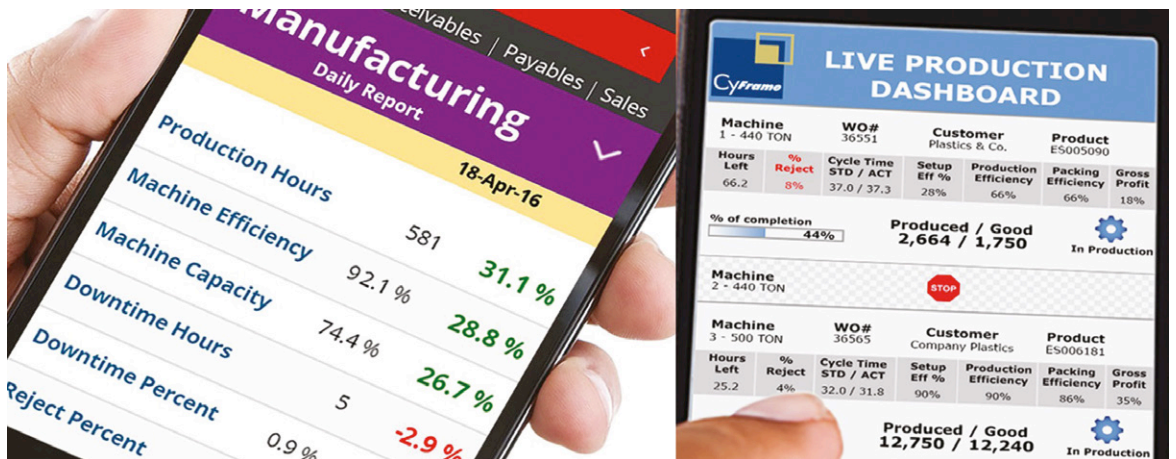 Receivables | Payables | Sales
Manufacturing
Daily Report
18-Apr-16
Production Hours 581 31.1 %
Machine Efficiency 92.1 % 28.8 %
Machine Capacity 74.4 % 26.7 %
Downtime Hours 5 -2.9 %
Downtime Percent 0.9 %
Reject Percent
CyFrame
LIVE PRODUCTION
DASHBOARD
Machine WO# Customer Product
1 - 440 TON 36551 Plastics & Co. ES005090
Hours Left % Reject Cycle Time STD / ACT Setup Eff % Production Efficiency Packing Efficiency Gross Profit
66.2 8% 37.0 / 37.3 28% 66% 66% 18%
% of completion Produced / Good
44% 2,664 / 1,750 In Production
Machine
2 - 440 TON STOP
Machine WO# Customer Product
3 - 500 TON 36565 Company Plastics ES006181
Hours Left % Reject Cycle Time STD / ACT Setup Eff % Production Efficiency Packing Efficiency Gross Profit
25.2 4% 32.0 / 31.8 90% 90% 86% 35%
Produced / Good
12,750 / 12,240 In Production